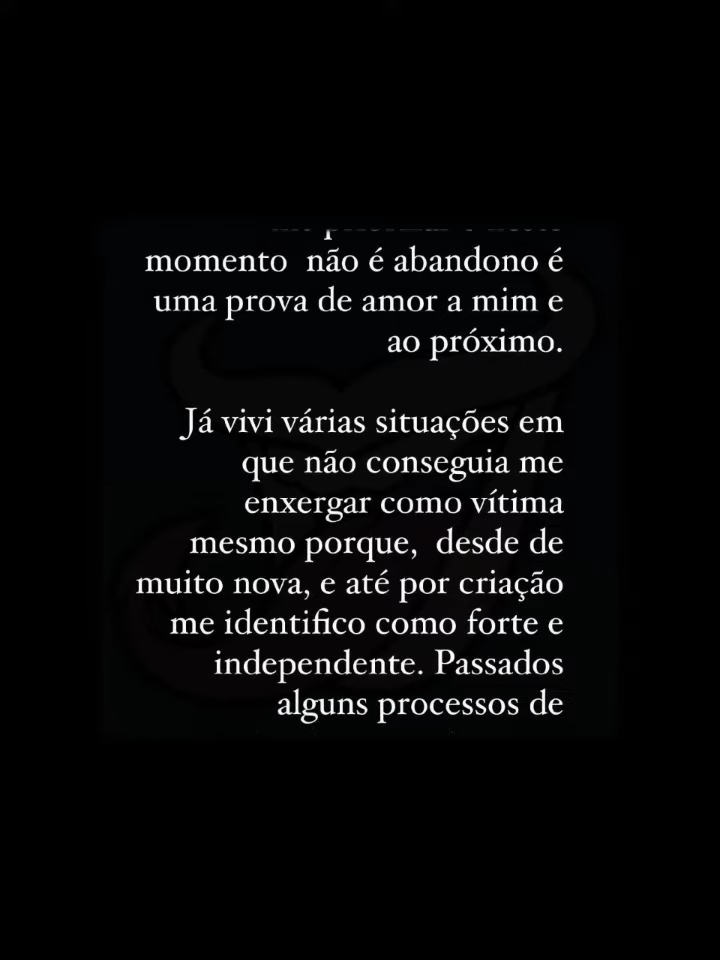 momento  não é abandono é
uma prova de amor a mim e
ao próximo.
Já vivi várias situações em
que não conseguia me
enxergar como vítima
mesmo porque,  desde de
muito nova, e até por criação
me identifico como forte e
independente. Passados
alguns processos de